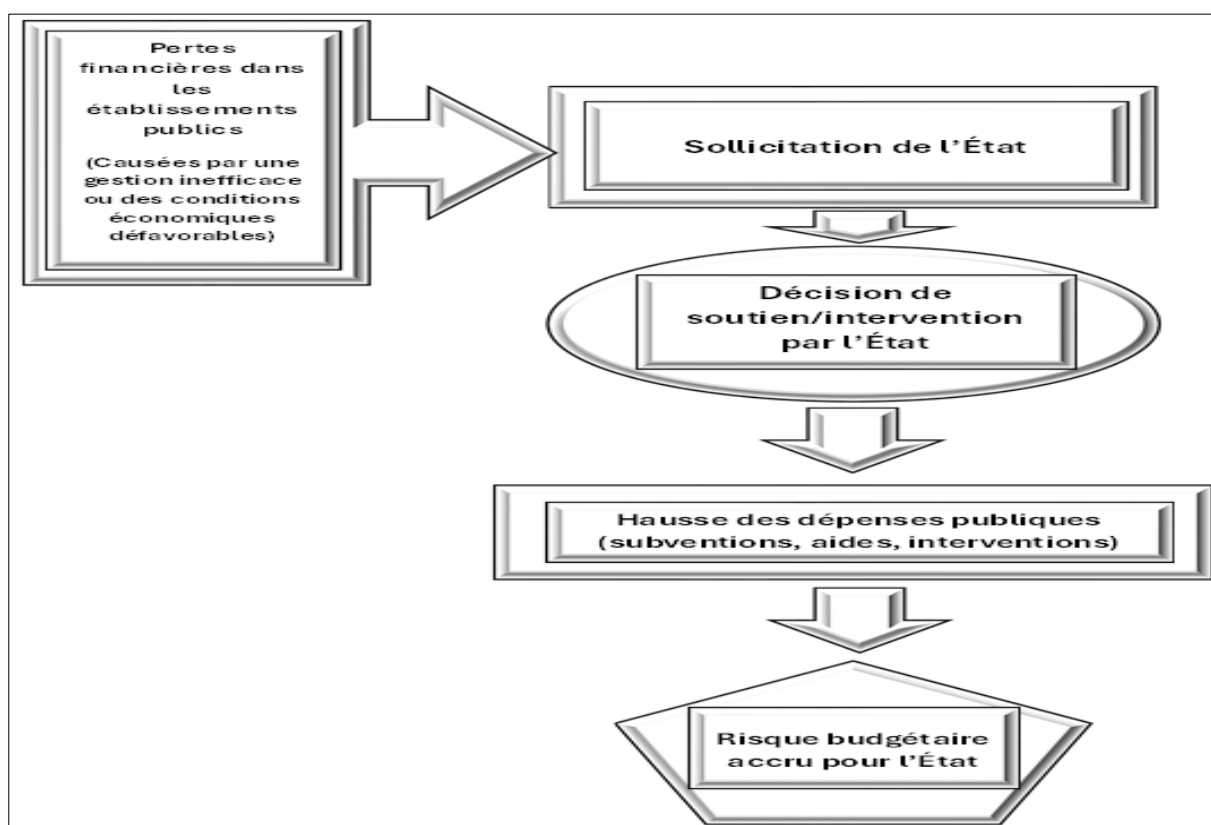 Pertes
financières dans
les
établissements
publics
(Causées par une
gestion inefficace
ou des conditions
économiques
défavorables)
Sollicitation de l'État
Décision de
soutien/intervention
par l'État
Hausse des dépenses publiques
(subventions, aides, interventions)
Risque budgétaire
accru pour l'État